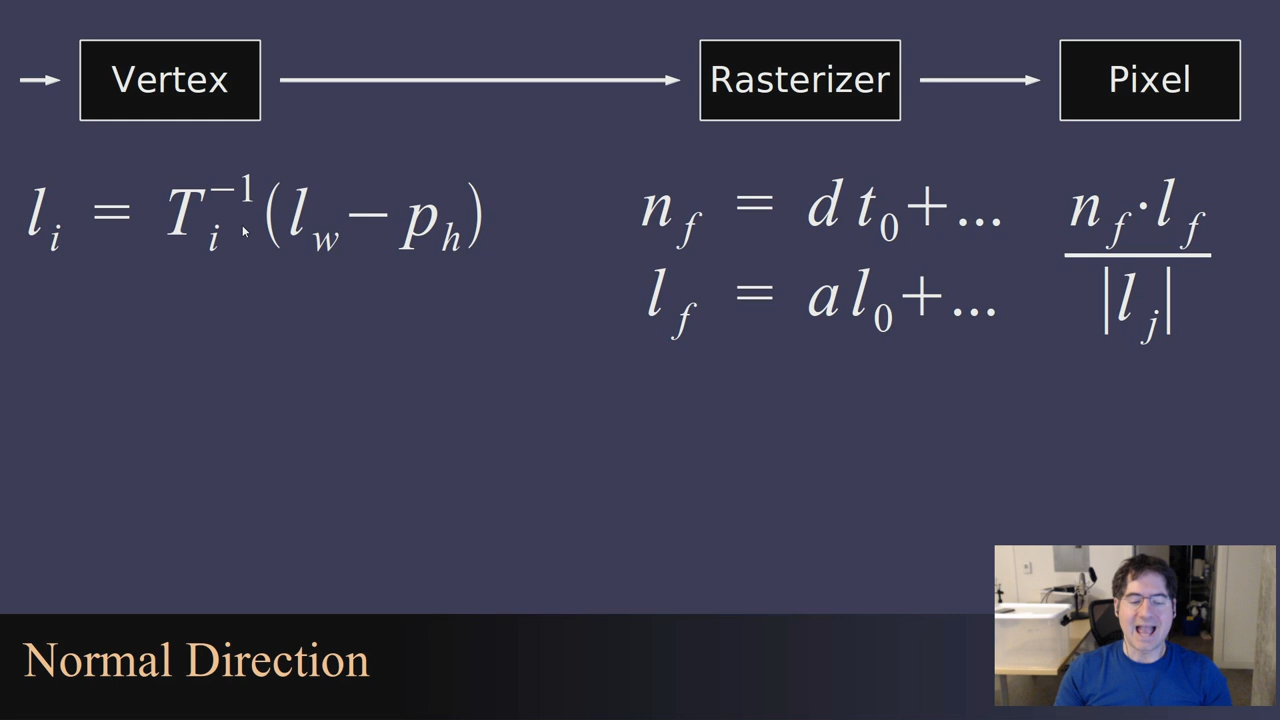 Vertex Rasterizer Pixel
l_i = T_i^{-1}(l_w − p_h)
n_f = d t_0 + ...
l_f = a l_0 + ...
n_f · l_f
|l_j|
Normal Direction